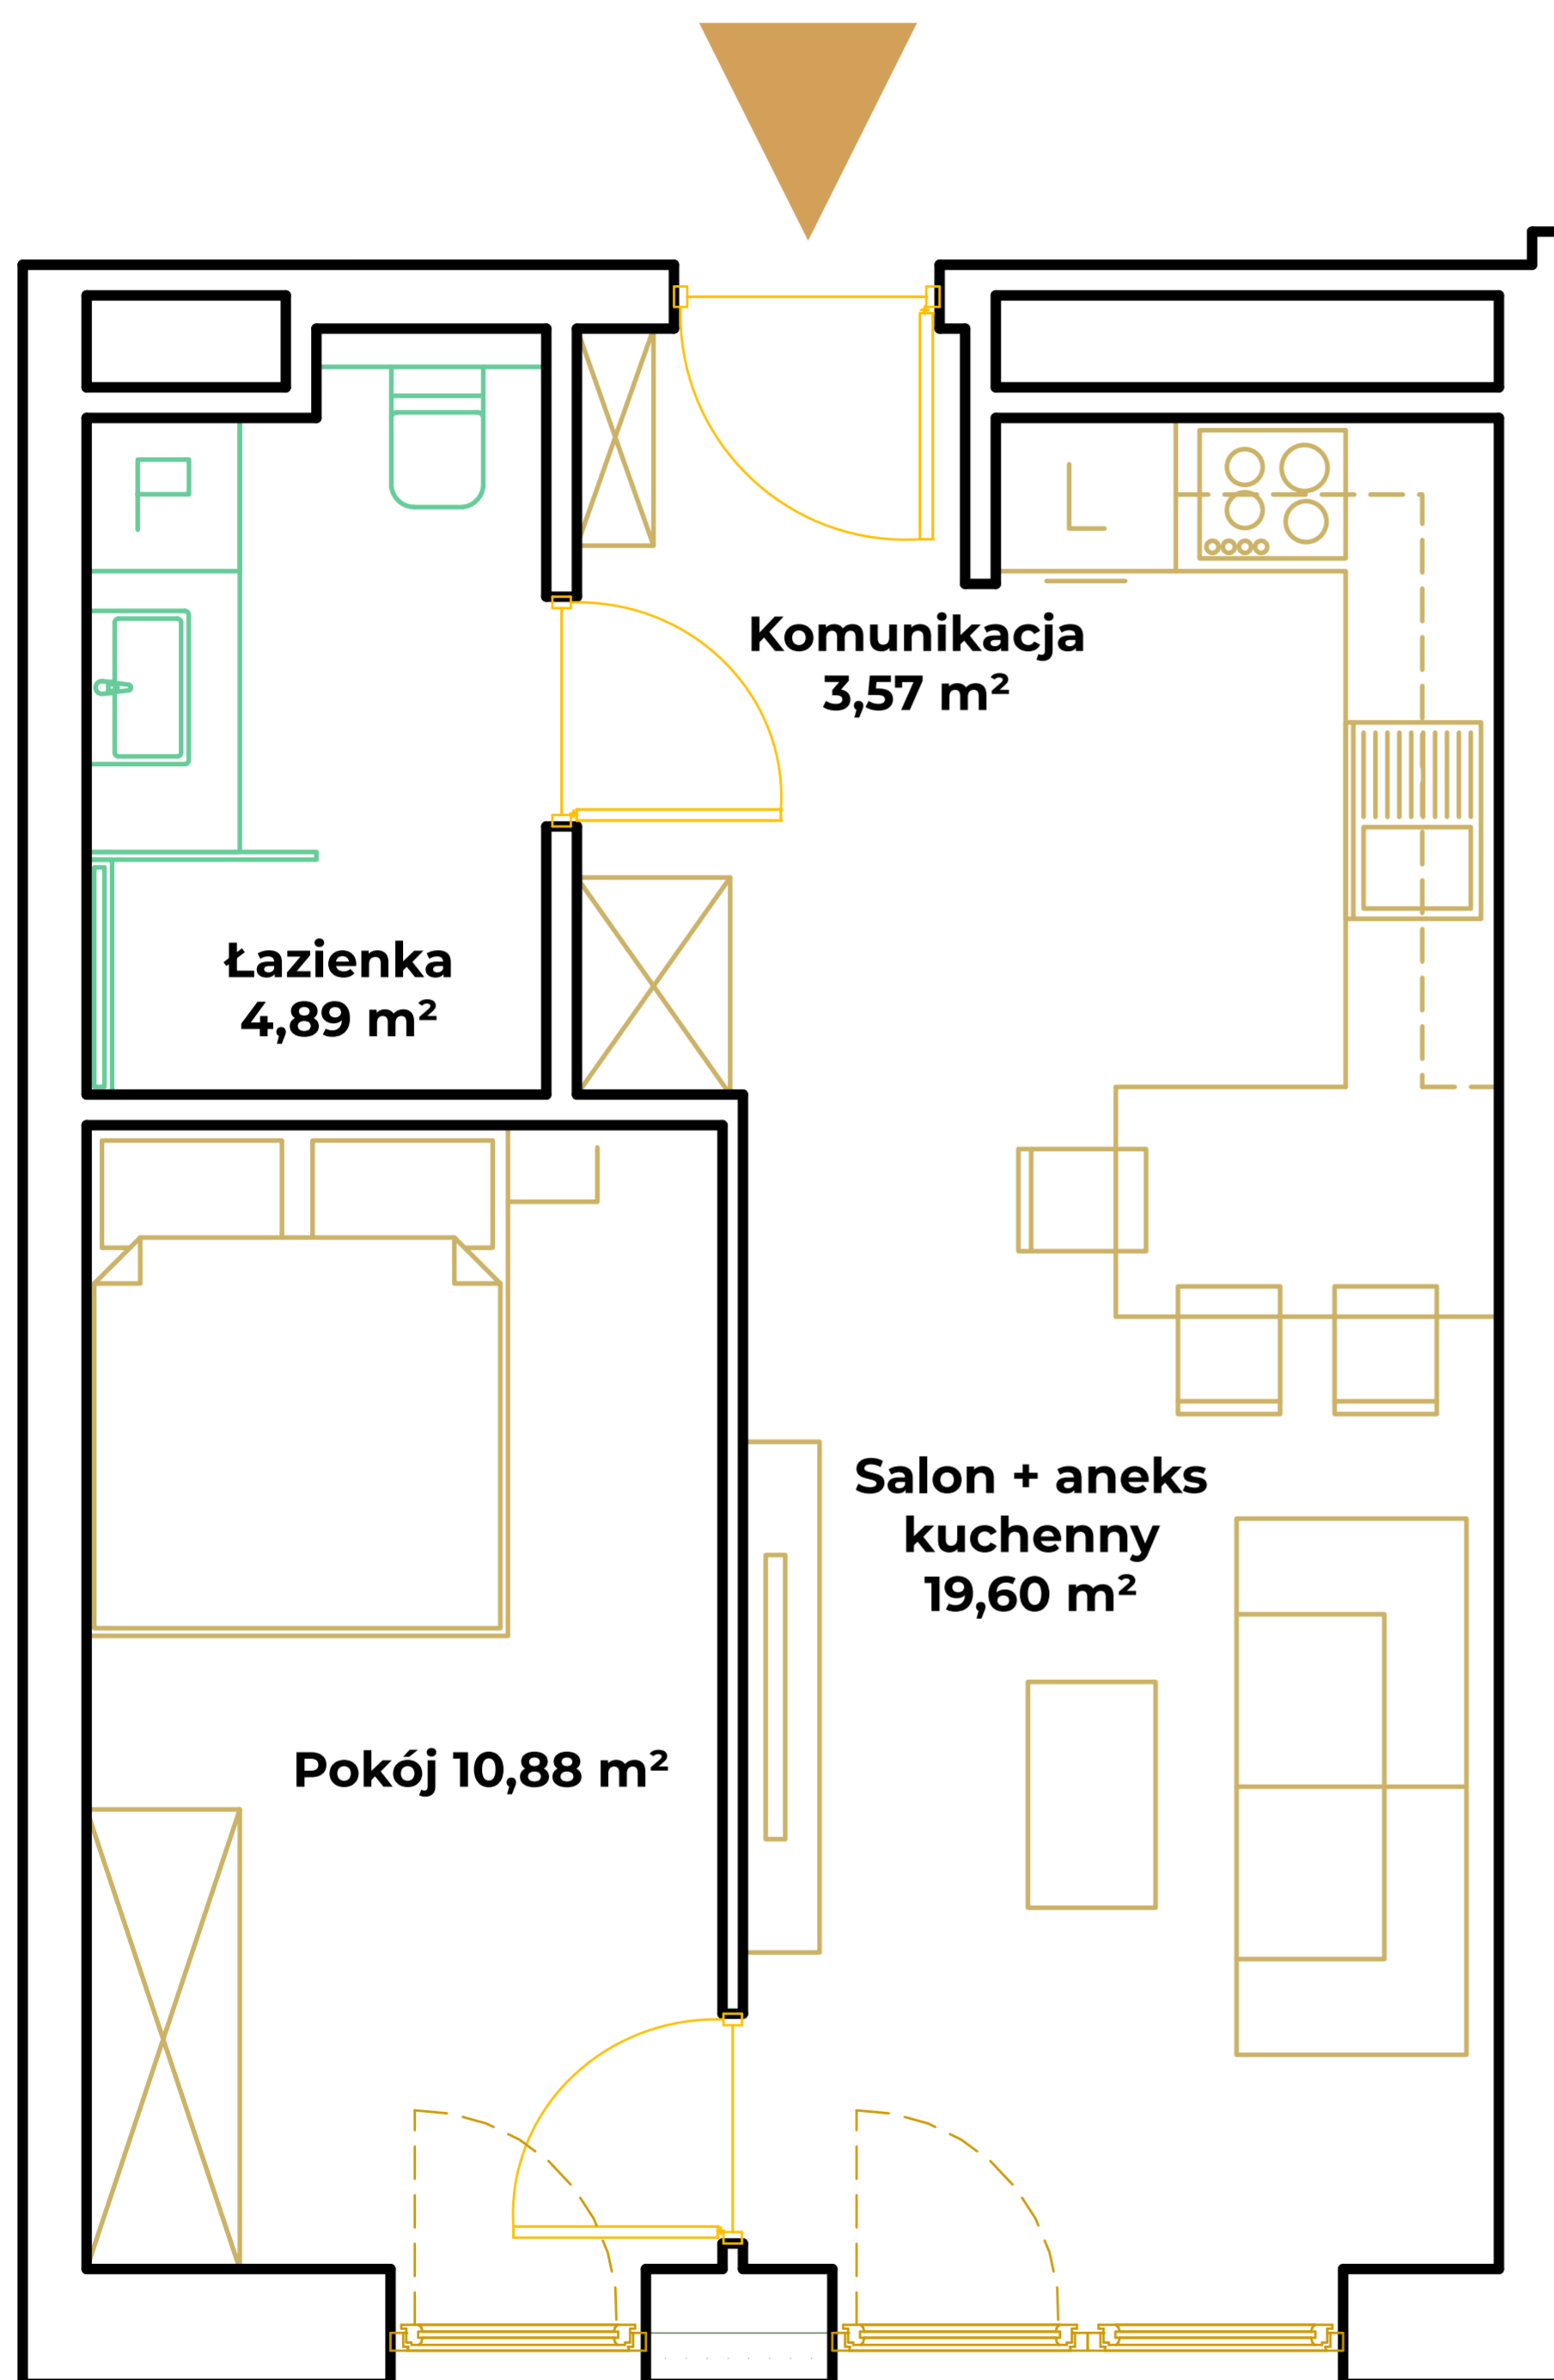 Komunikacja
3,57 m²
Łazienka
4,89 m²
Salon + aneks
kuchenny
19,60 m²
Pokój 10,88 m²